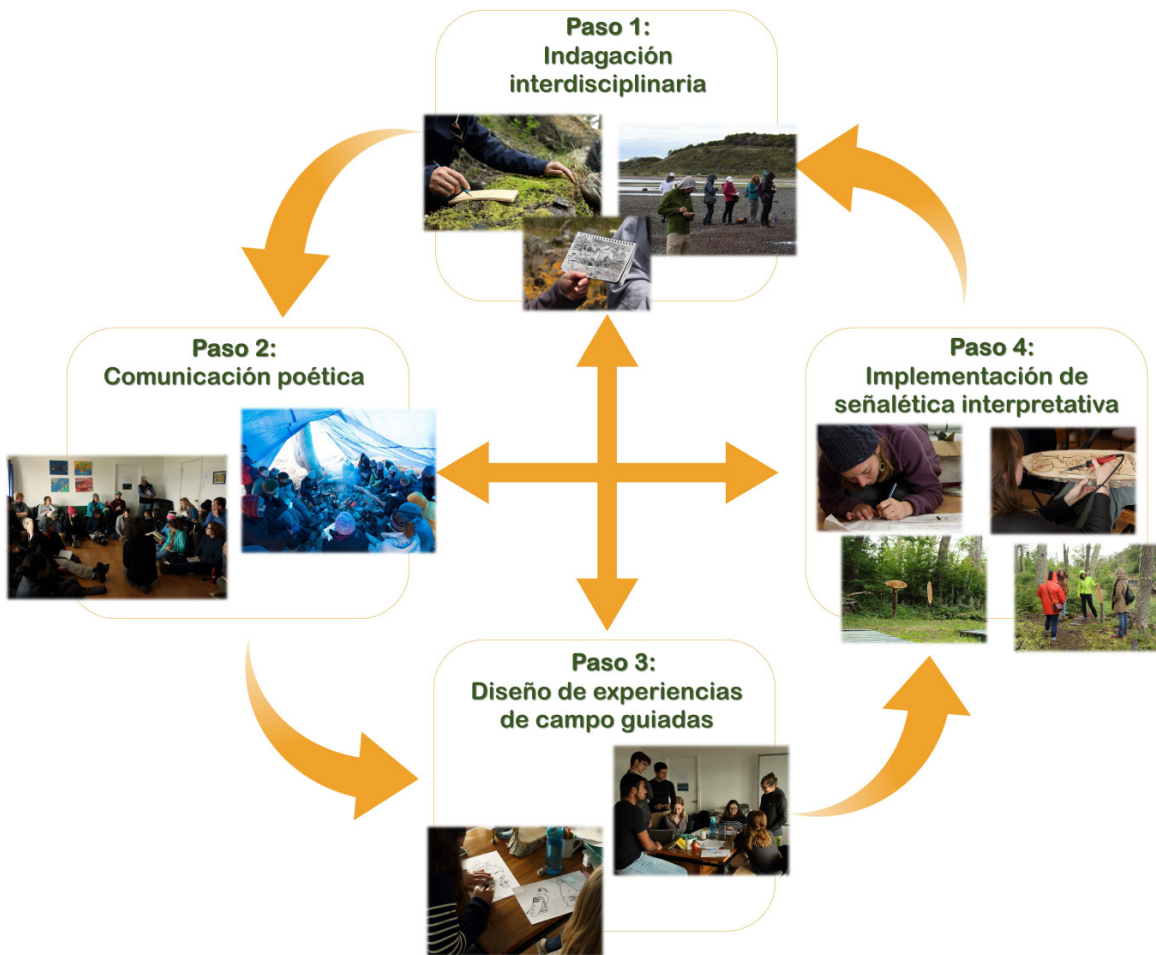 Paso 1:
Indagación
interdisciplinaria
Paso 2:
Comunicación poética
Paso 3:
Diseño de experiencias
de campo guiadas
Paso 4:
Implementación de
señalética interpretativa